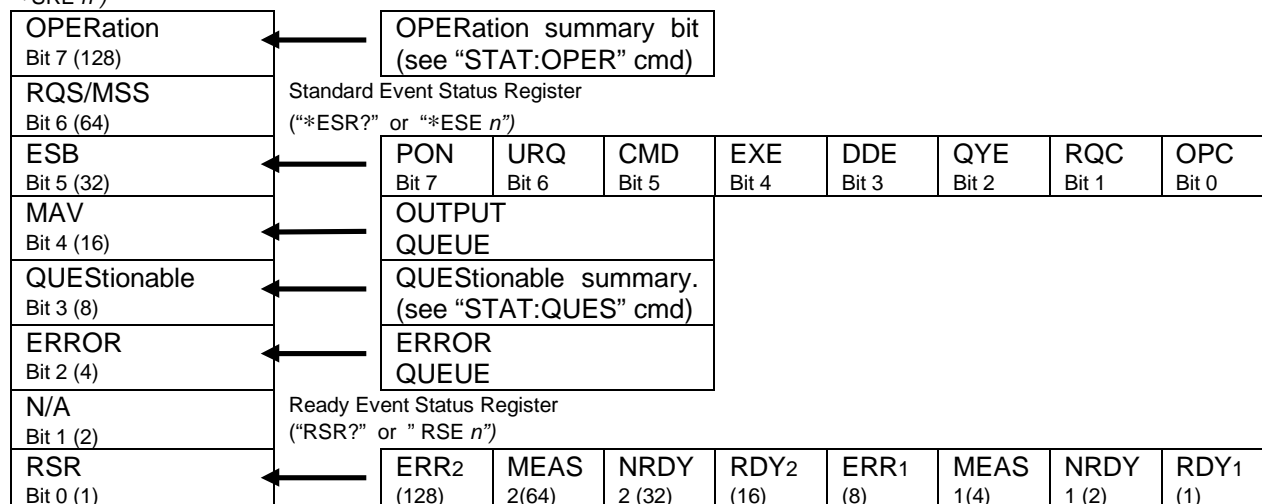 *SRE n")
OPERation OPERation summary bit
Bit 7 (128) (see “STAT:OPER” cmd)
RQS/MSS Standard Event Status Register
Bit 6 (64) (“*ESR?” or “*ESE n”)
ESB PON URQ CMD EXE DDE QYE RQC OPC
Bit 5 (32) Bit 7 Bit 6 Bit 5 Bit 4 Bit 3 Bit 2 Bit 1 Bit 0
MAV OUTPUT
Bit 4 (16) QUEUE
QUEStionable QUEStionable summary.
Bit 3 (8) (see “STAT:QUES” cmd)
ERROR ERROR
Bit 2 (4) QUEUE
N/A Ready Event Status Register
Bit 1 (2) (“RSR?” or ” RSE n”)
RSR ERR2 MEAS NRDY RDY2 ERR1 MEAS NRDY RDY1
Bit 0 (1) (128) 2(64) 2 (32) (16) (8) 1(4) 1 (2) (1)